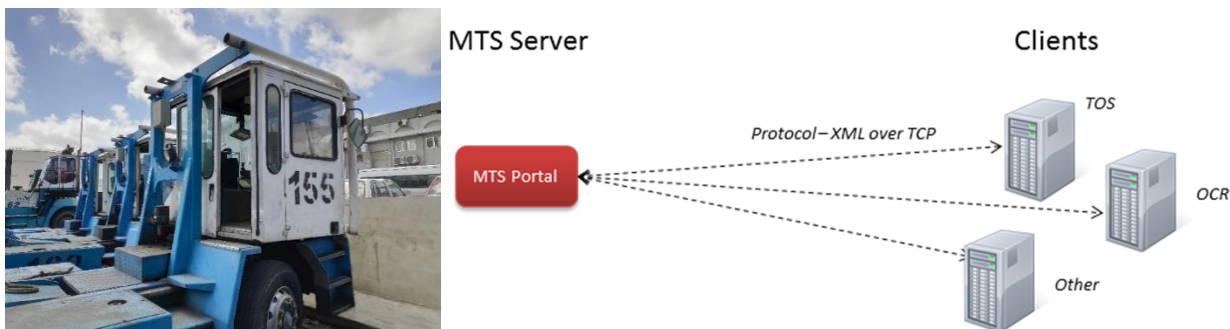 155
MTS Server
Clients
TOS
Protocol – XML over TCP
MTS Portal
OCR
Other